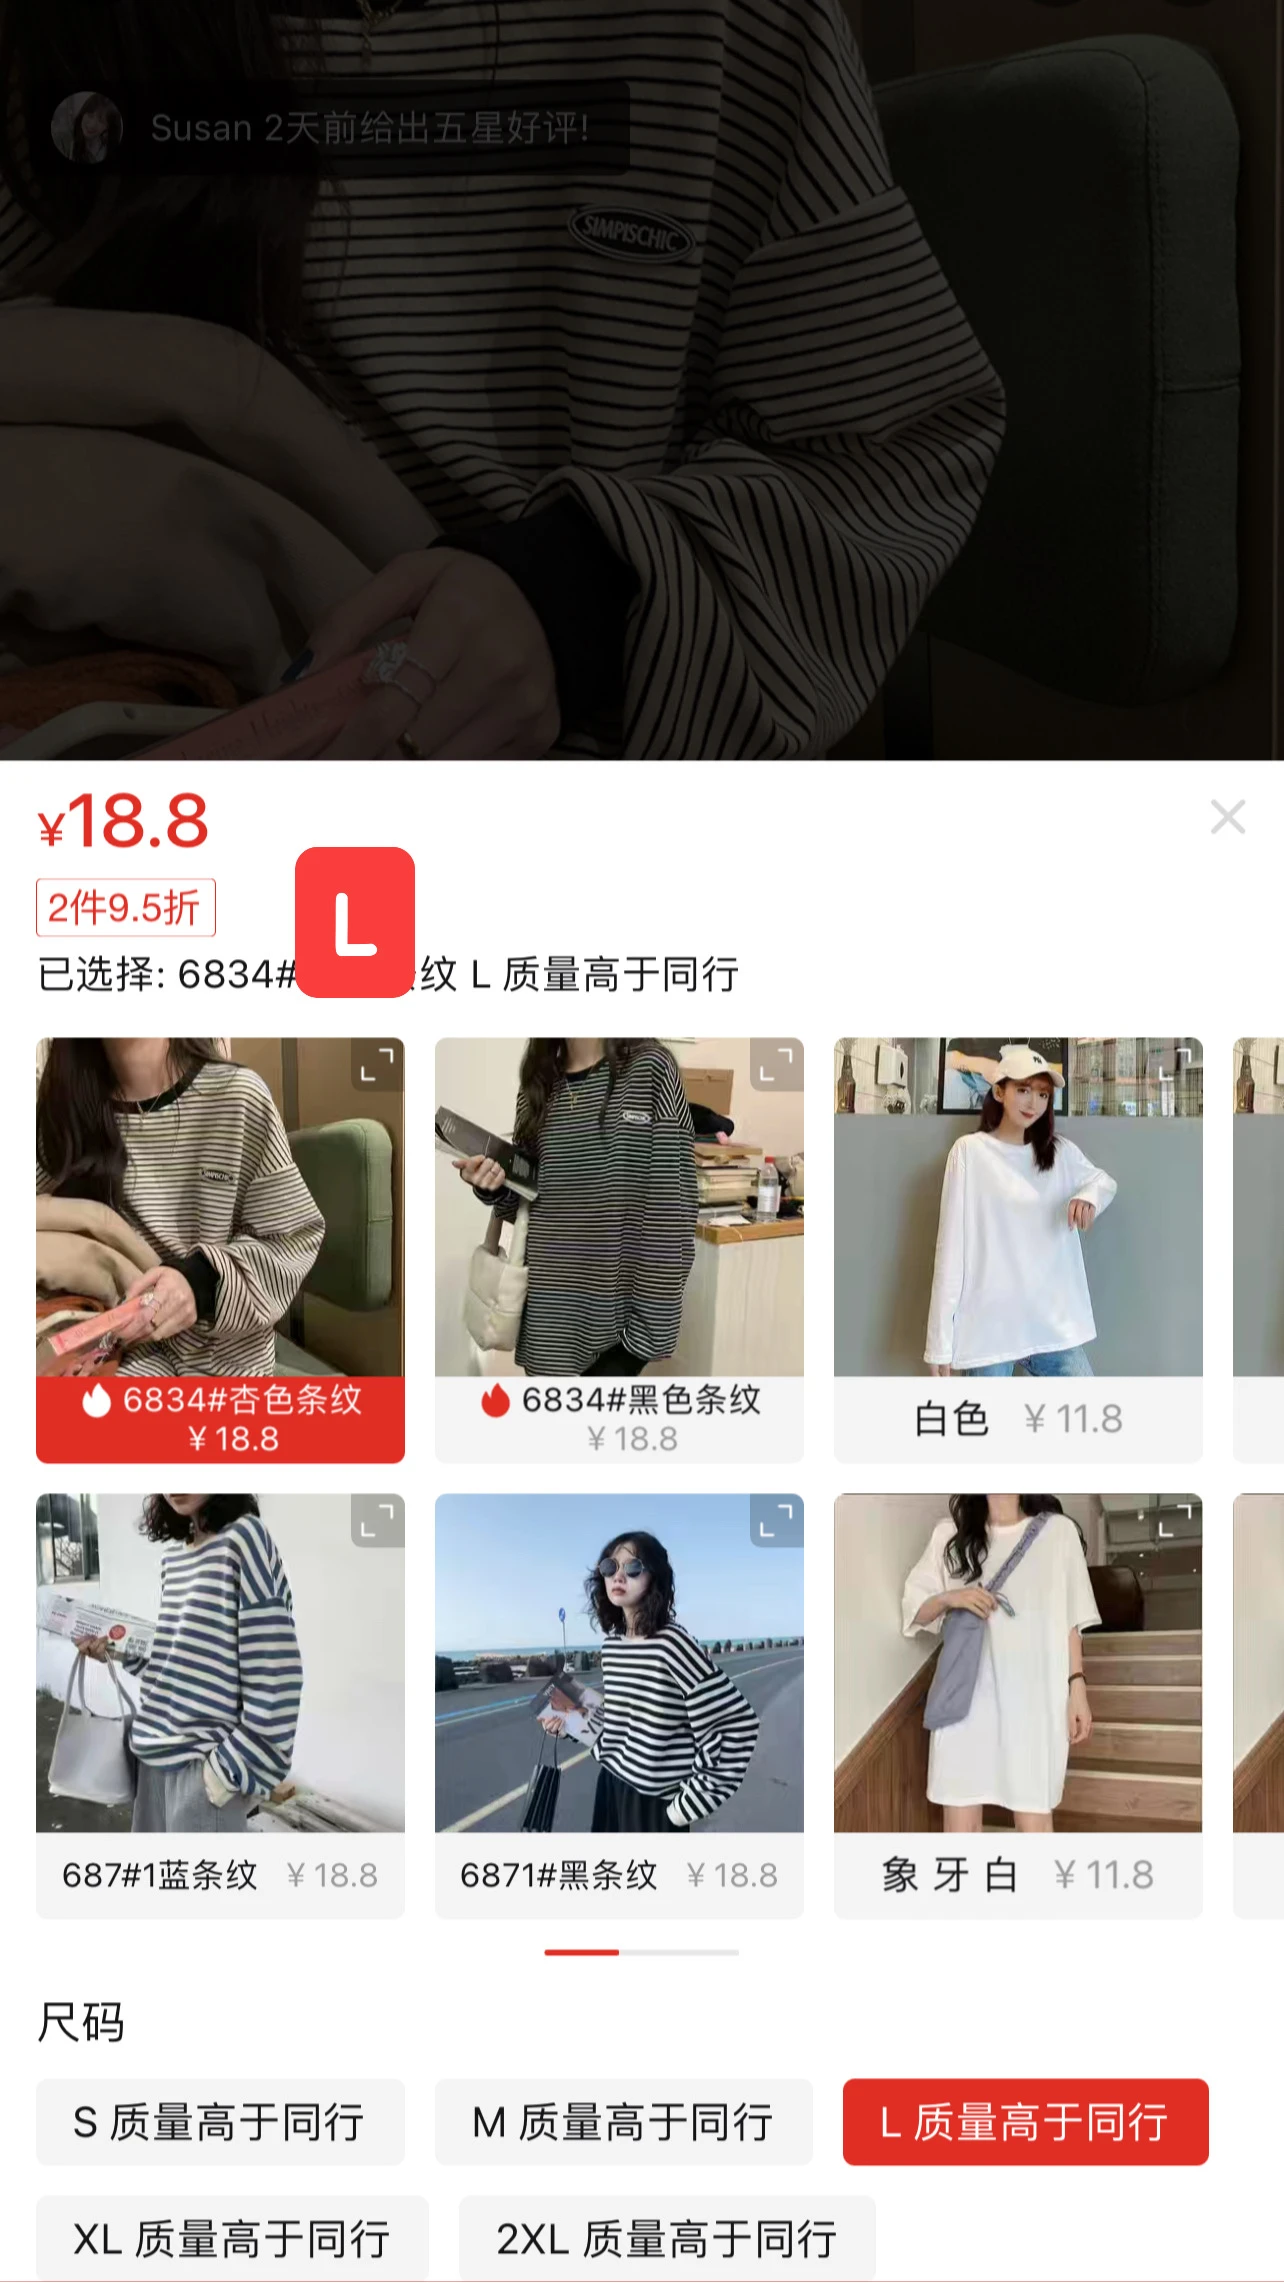 Susan 2天前给出五星好评!
SIMPISCHIC
¥18.8
2件9.5折
L
已选择: 6834# 纹 L 质量高于同行
6834#杏色条纹
¥ 18.8
6834#黑色条纹
¥ 18.8
白色 ¥ 11.8
687#1蓝条纹 ¥ 18.8
6871#黑条纹 ¥ 18.8
象 牙 白 ¥ 11.8
尺码
S 质量高于同行
M 质量高于同行
L 质量高于同行
XL 质量高于同行
2XL 质量高于同行